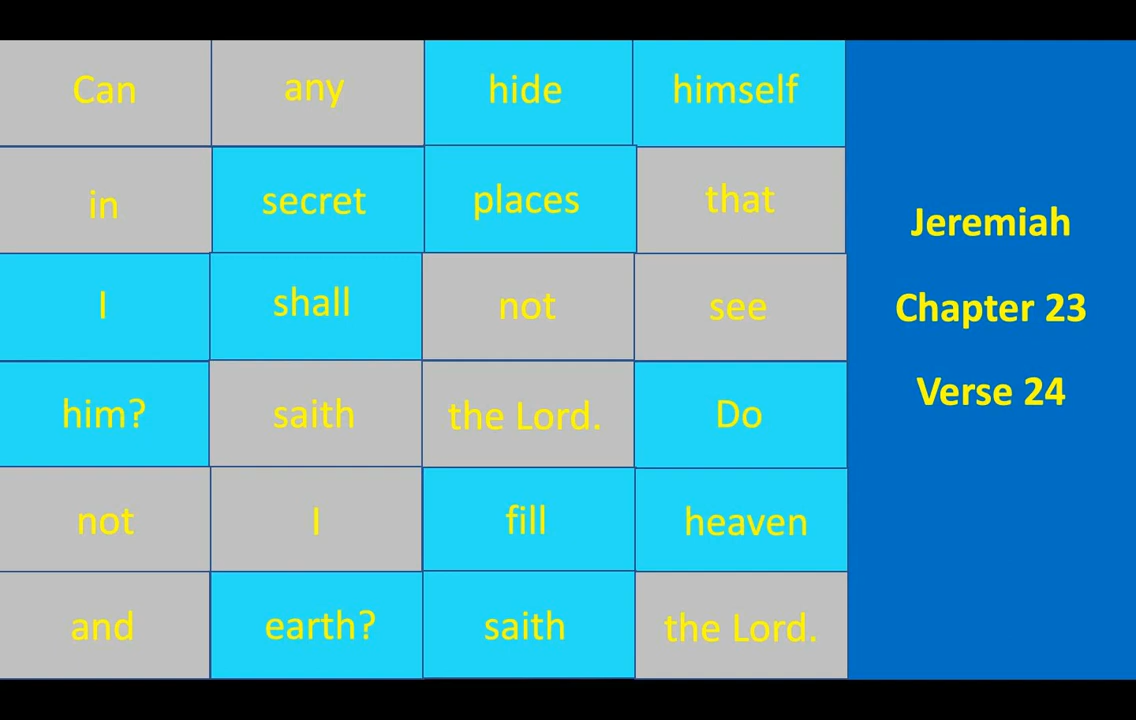 Can any hide himself
in secret places that
I shall not see
him? saith the Lord. Do
not I fill heaven
and earth? saith the Lord.
Jeremiah
Chapter 23
Verse 24